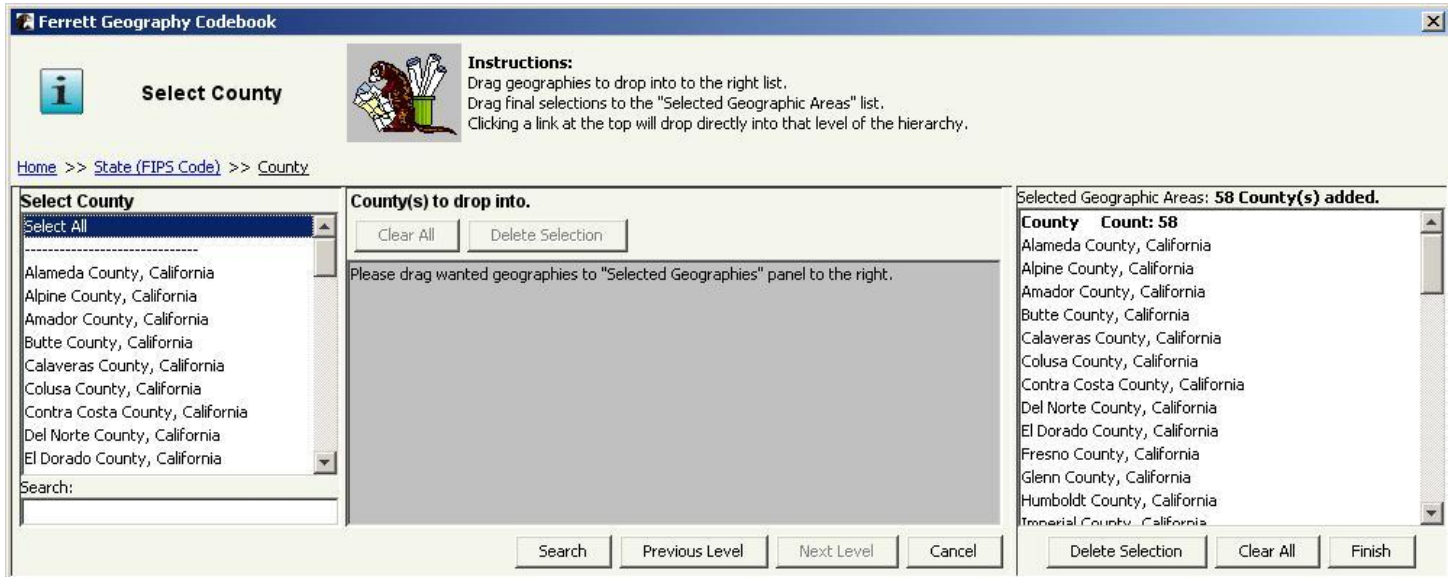 Ferrett Geography Codebook
Select County
Instructions:
Drag geographies to drop into to the right list.
Drag final selections to the "Selected Geographic Areas" list.
Clicking a link at the top will drop directly into that level of the hierarchy.
Home >> State (FIPS Code) >> County
Select County
Select All
----------------------------
Alameda County, California
Alpine County, California
Amador County, California
Butte County, California
Calaveras County, California
Colusa County, California
Contra Costa County, California
Del Norte County, California
El Dorado County, California
Search:
County(s) to drop into.
Clear All
Delete Selection
Please drag wanted geographies to "Selected Geographies" panel to the right.
Search
Previous Level
Next Level
Cancel
Selected Geographic Areas: 58 County(s) added.
County Count: 58
Alameda County, California
Alpine County, California
Amador County, California
Butte County, California
Calaveras County, California
Colusa County, California
Contra Costa County, California
Del Norte County, California
El Dorado County, California
Fresno County, California
Glenn County, California
Humboldt County, California
Imperial County, California
Delete Selection
Clear All
Finish